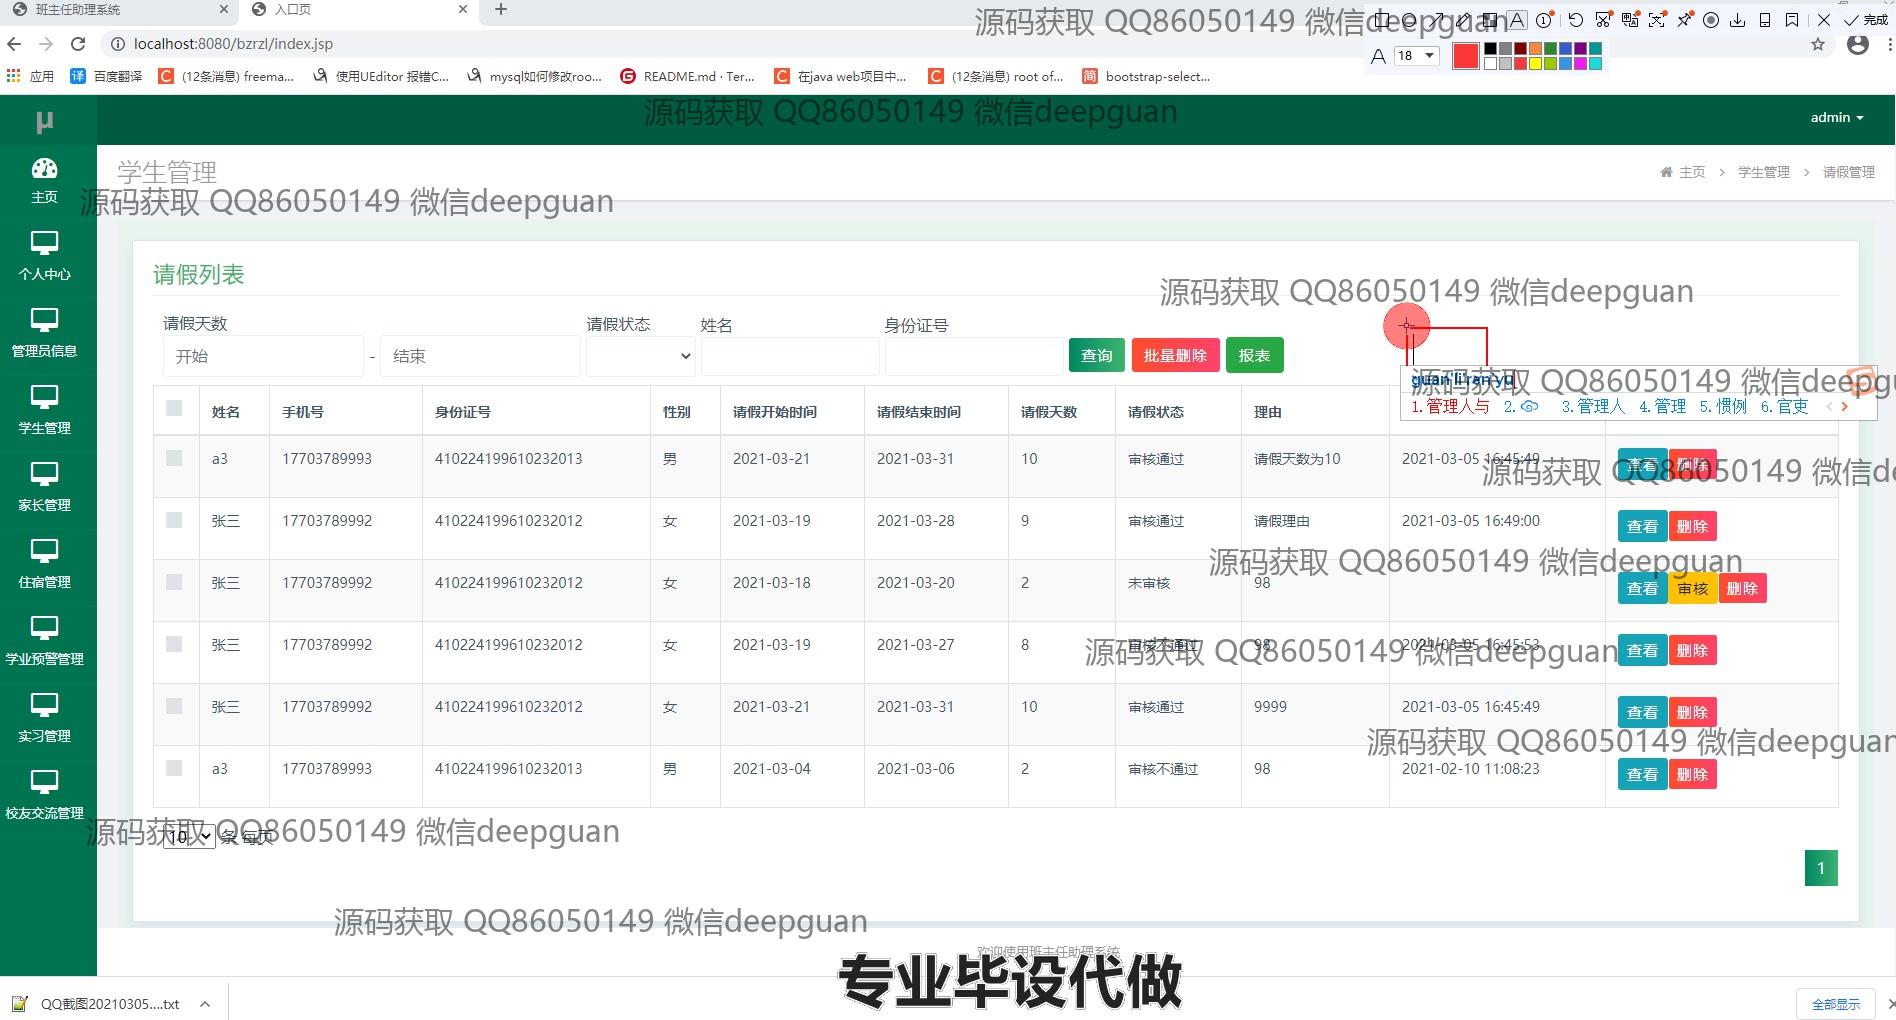 班主任助理系统
入口页
源码获取 QQ86050149 微信deepguan
完成
localhost:8080/bzrzl/index.jsp
A 18
应用
百度翻译
(12条消息) freema...
使用UEditor 报错C...
mysql如何修改roo...
README.md · Ter...
在java web项目中...
(12条消息) root of...
bootstrap-select...
μ
源码获取 QQ86050149 微信deepguan
admin
学生管理
主页 > 学生管理 > 请假管理
主页
源码获取 QQ86050149 微信deepguan
个人中心
管理员信息
学生管理
家长管理
住宿管理
学业预警管理
实习管理
校友交流管理
请假列表
源码获取 QQ86050149 微信deepguan
请假天数 请假状态 姓名 身份证号
开始 - 结束 查询 批量删除 报表
guan'li'ren'yu
源码获取 QQ86050149 微信deepgu
1.管理人与 2. 3.管理人 4.管理 5.惯例 6.官吏
姓名 手机号 身份证号 性别 请假开始时间 请假结束时间 请假天数 请假状态 理由
a3 17703789993 410224199610232013 男 2021-03-21 2021-03-31 10 审核通过 请假天数为10 2021-03-05 16:45:49 查看 删除
源码获取 QQ86050149 微信de
张三 17703789992 410224199610232012 女 2021-03-19 2021-03-28 9 审核通过 请假理由 2021-03-05 16:49:00 查看 删除
源码获取 QQ86050149 微信deepguan
张三 17703789992 410224199610232012 女 2021-03-18 2021-03-20 2 未审核 98 查看 审核 删除
张三 17703789992 410224199610232012 女 2021-03-19 2021-03-27 8 审核不通过 98 2021-03-05 16:45:53 查看 删除
源码获取 QQ86050149 微信deepguan
张三 17703789992 410224199610232012 女 2021-03-21 2021-03-31 10 审核通过 9999 2021-03-05 16:45:49 查看 删除
源码获取 QQ86050149 微信deepguan
a3 17703789993 410224199610232013 男 2021-03-04 2021-03-06 2 审核不通过 98 2021-02-10 11:08:23 查看 删除
源码获取 QQ86050149 微信deepguan
10 条 每页
1
源码获取 QQ86050149 微信deepguan
欢迎使用班主任助理系统
专业毕设代做
QQ截图20210305....txt
全部显示